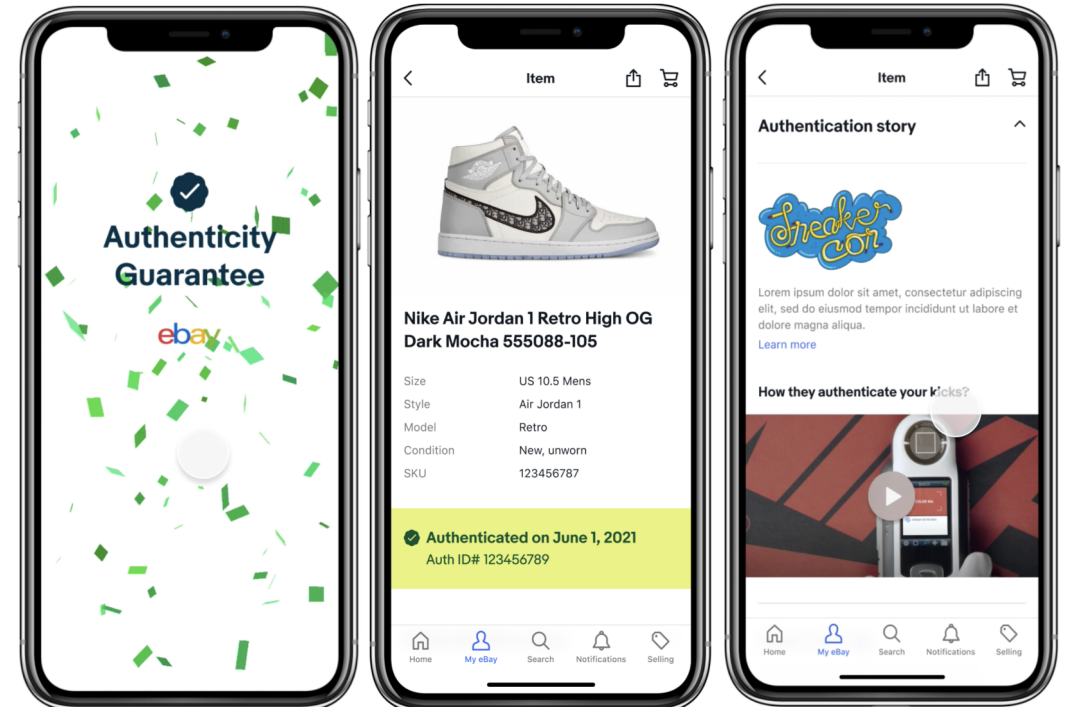 Authenticity
Guarantee
ebay
Item
Nike Air Jordan 1 Retro High OG
Dark Mocha 555088-105
Size US 10.5 Mens
Style Air Jordan 1
Model Retro
Condition New, unworn
SKU 123456787
Authenticated on June 1, 2021
Auth ID# 123456789
Home My eBay Search Notifications Selling
Item
Authentication story
Sneaker
Con
Lorem ipsum dolor sit amet, consectetur adipiscing
elit, sed do eiusmod tempor incididunt ut labore et
dolore magna aliqua.
Learn more
How they authenticate your kicks?
Home My eBay Search Notifications Selling